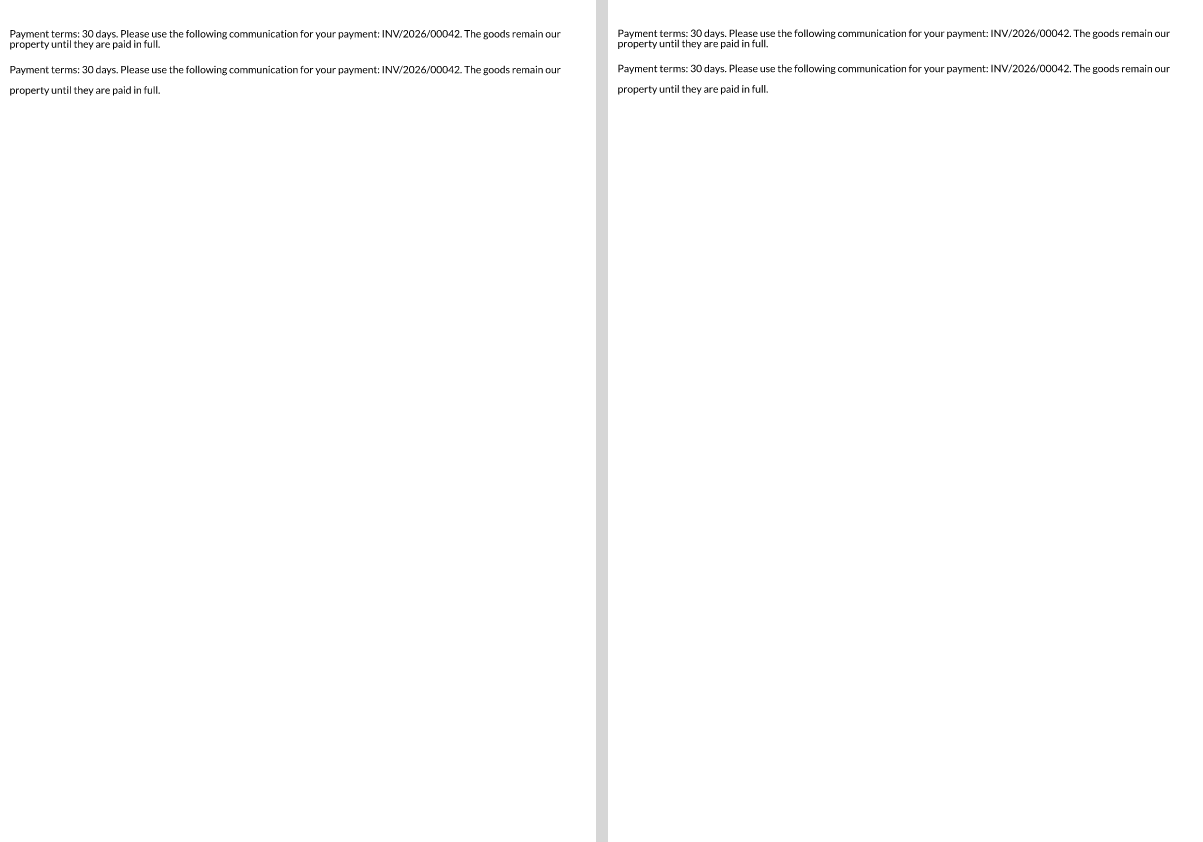 Payment terms: 30 days. Please use the following communication for your payment: INV/2026/00042. The goods remain our
property until they are paid in full.
Payment terms: 30 days. Please use the following communication for your payment: INV/2026/00042. The goods remain our
property until they are paid in full.
Payment terms: 30 days. Please use the following communication for your payment: INV/2026/00042. The goods remain our
property until they are paid in full.
Payment terms: 30 days. Please use the following communication for your payment: INV/2026/00042. The goods remain our
property until they are paid in full.